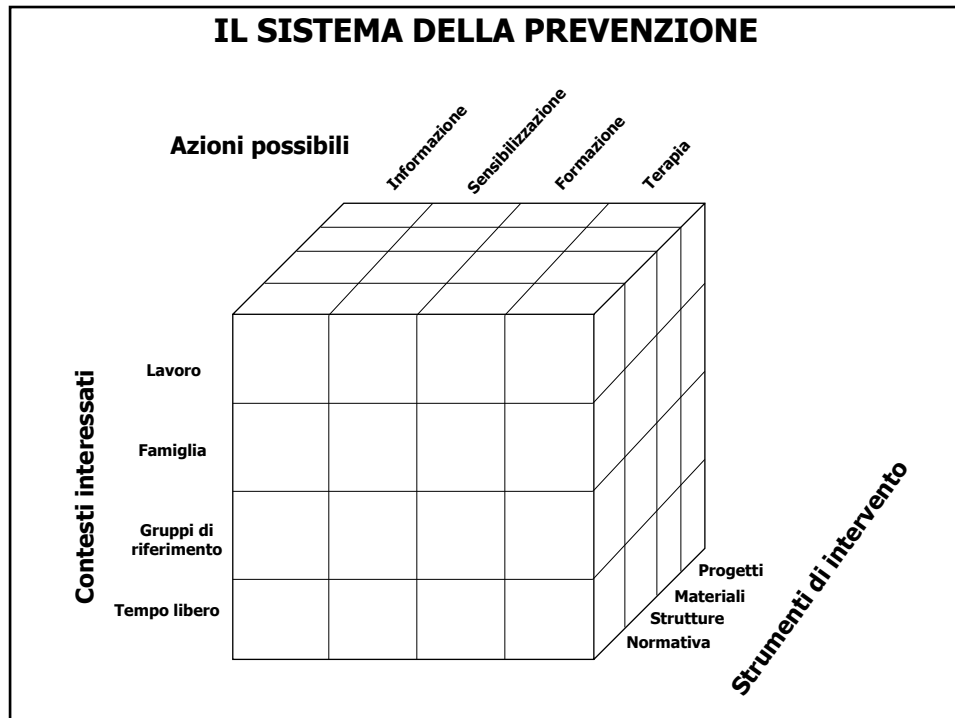 IL SISTEMA DELLA PREVENZIONE
Azioni possibili
Informazione
Sensibilizzazione
Formazione
Terapia
Contesti interessati
Lavoro
Famiglia
Gruppi di
riferimento
Tempo libero
Progetti
Materiali
Strutture
Normativa
Strumenti di intervento